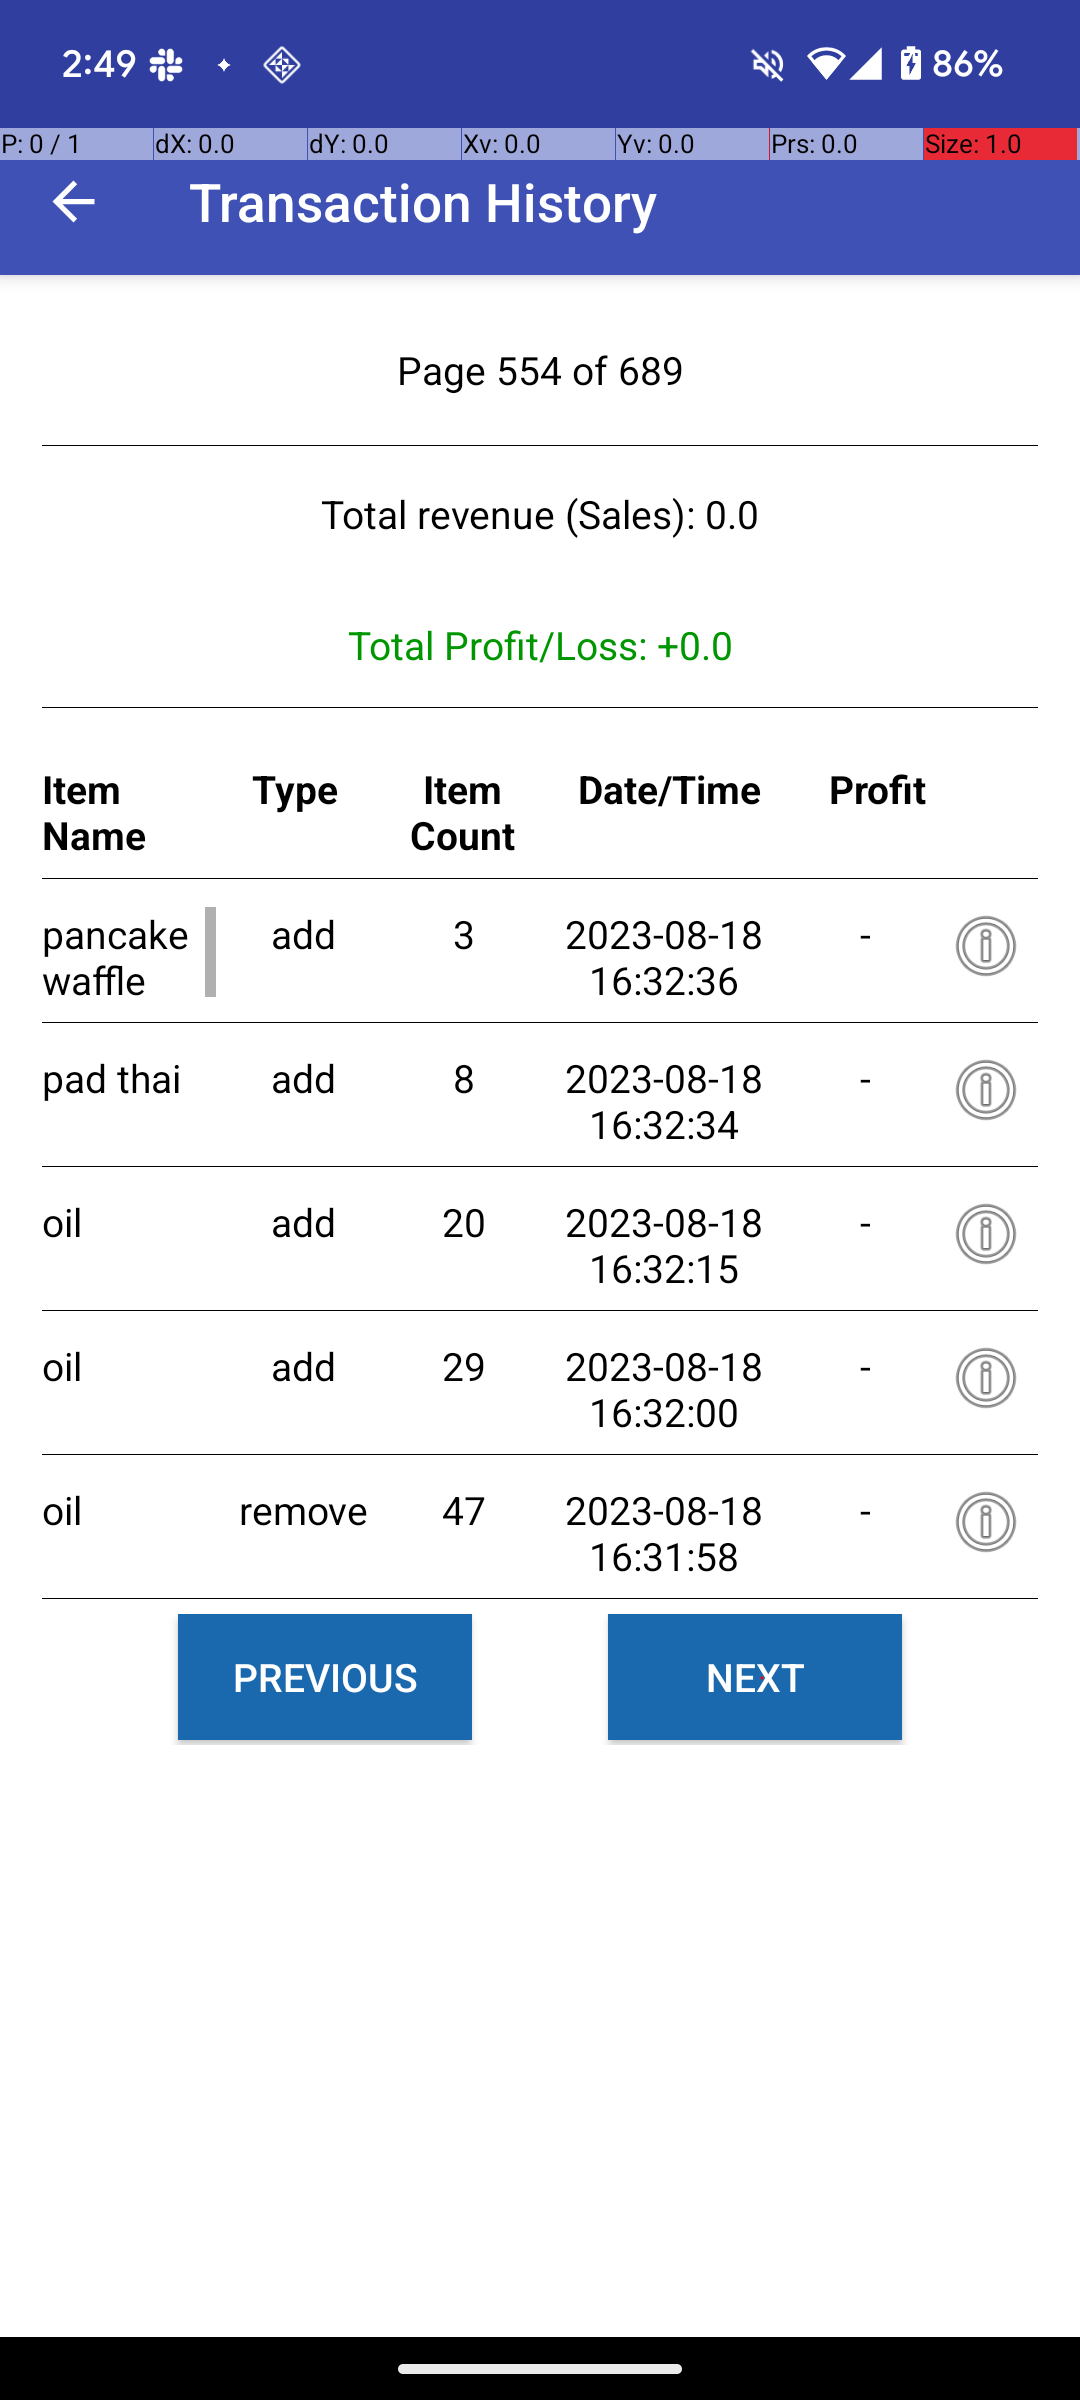 2:49 86%
P: 0 / 1 dX: 0.0 dY: 0.0 Xv: 0.0 Yv: 0.0 Prs: 0.0 Size: 1.0
Transaction History
Page 554 of 689
Total revenue (Sales): 0.0
Total Profit/Loss: +0.0
Item Type Item Date/Time Profit
Name Count
pancake add 3 2023-08-18 -
waffle 16:32:36
pad thai add 8 2023-08-18 -
16:32:34
oil add 20 2023-08-18 -
16:32:15
oil add 29 2023-08-18 -
16:32:00
oil remove 47 2023-08-18 -
16:31:58
PREVIOUS NEXT